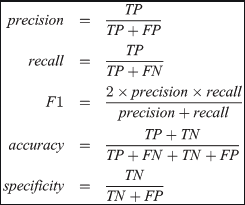 precision = TP / (TP + FP)
recall = TP / (TP + FN)
F1 = (2 × precision × recall) / (precision + recall)
accuracy = (TP + TN) / (TP + FN + TN + FP)
specificity = TN / (TN + FP)